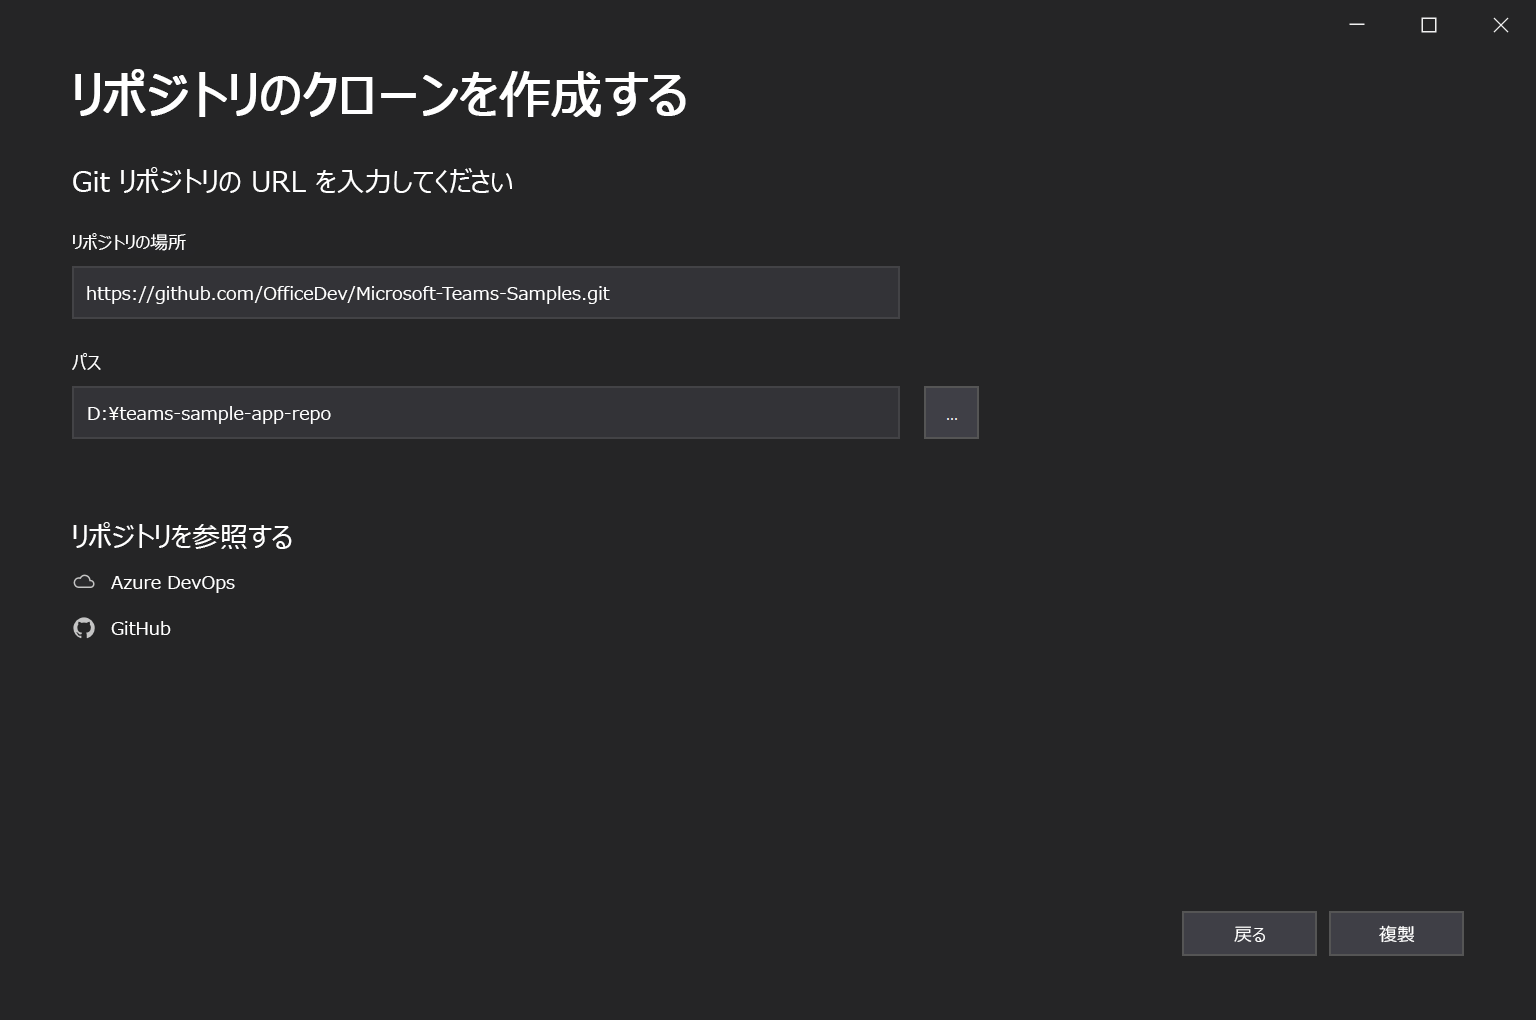 リポジトリのクローンを作成する
Git リポジトリの URL を入力してください
リポジトリの場所
https://github.com/OfficeDev/Microsoft-Teams-Samples.git
パス
D:¥teams-sample-app-repo
...
リポジトリを参照する
Azure DevOps
GitHub
戻る
複製